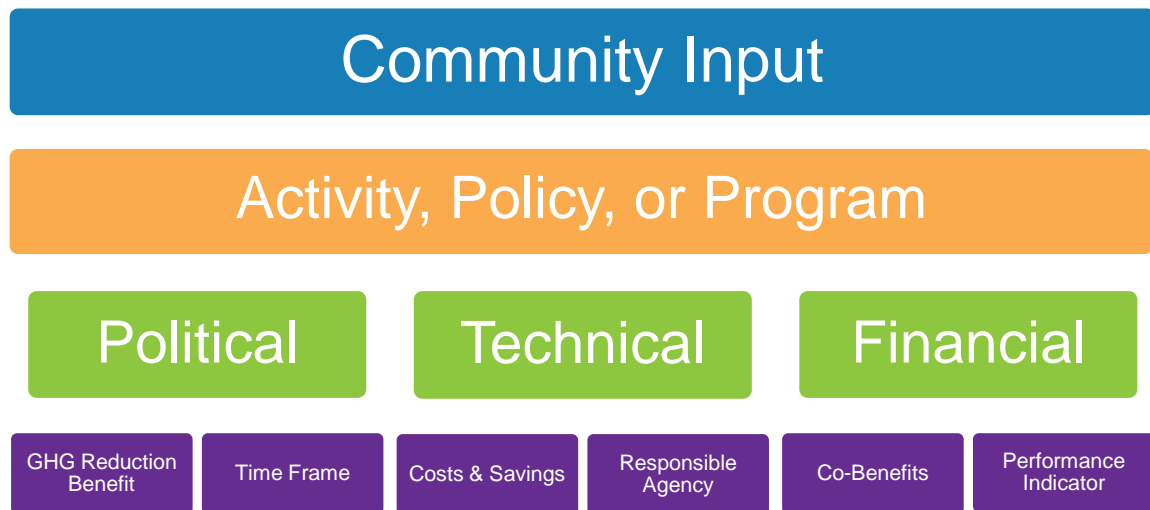 Community Input
Activity, Policy, or Program
Political
Technical
Financial
GHG Reduction
Benefit
Time Frame
Costs & Savings
Responsible
Agency
Co-Benefits
Performance
Indicator